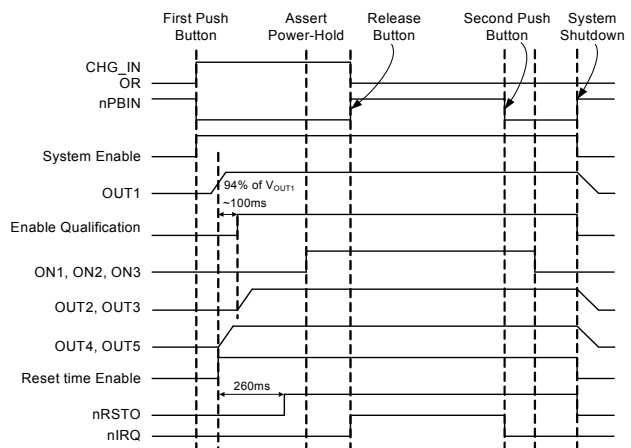 First Push
Button
Assert
Power-Hold
Release
Button
Second Push
Button
System
Shutdown
CHG_IN
OR
nPBIN
System Enable
OUT1
94% of VOUT1
~100ms
Enable Qualification
ON1, ON2, ON3
OUT2, OUT3
OUT4, OUT5
Reset time Enable
260ms
nRSTO
nIRQ